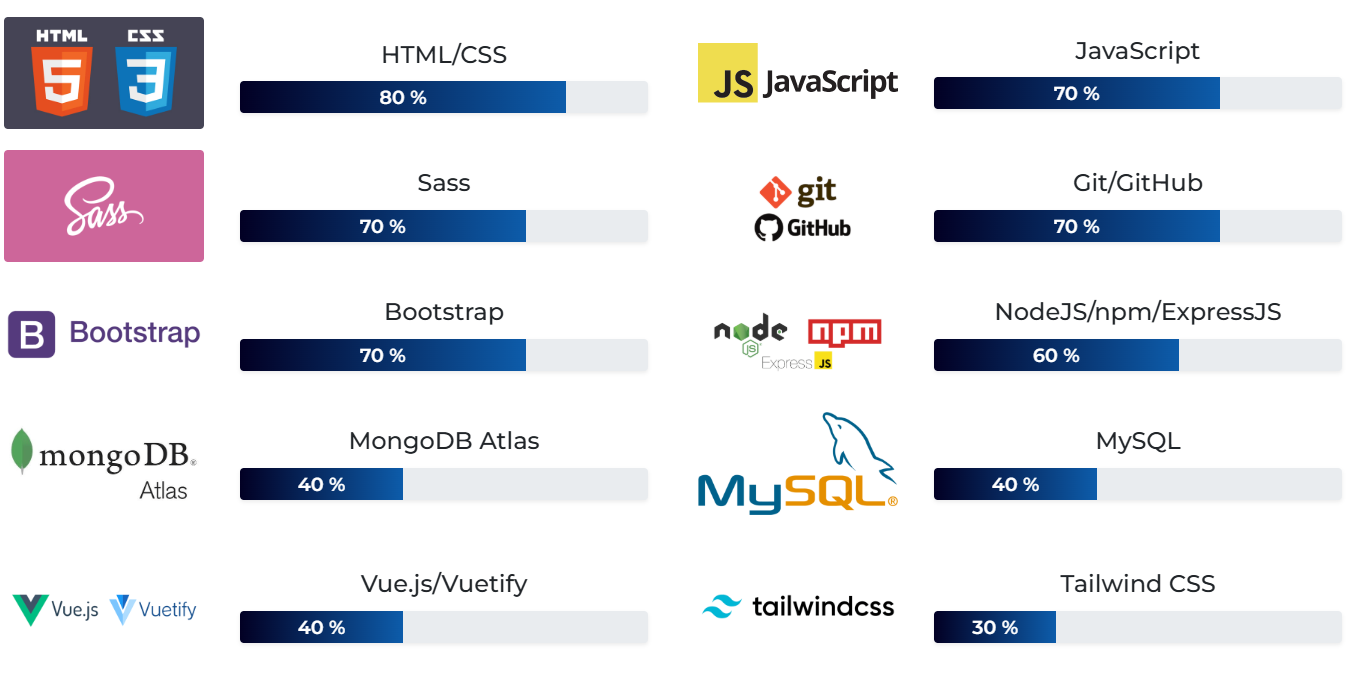 HTML CSS
5 3
HTML/CSS
80 %
JS JavaScript
JavaScript
70 %
Sass
Sass
70 %
git
GitHub
Git/GitHub
70 %
B Bootstrap
Bootstrap
70 %
node npm
JS
Express JS
NodeJS/npm/ExpressJS
60 %
mongoDB®
Atlas
MongoDB Atlas
40 %
MySQL®
MySQL
40 %
Vue.js Vuetify
Vue.js/Vuetify
40 %
tailwindcss
Tailwind CSS
30 %